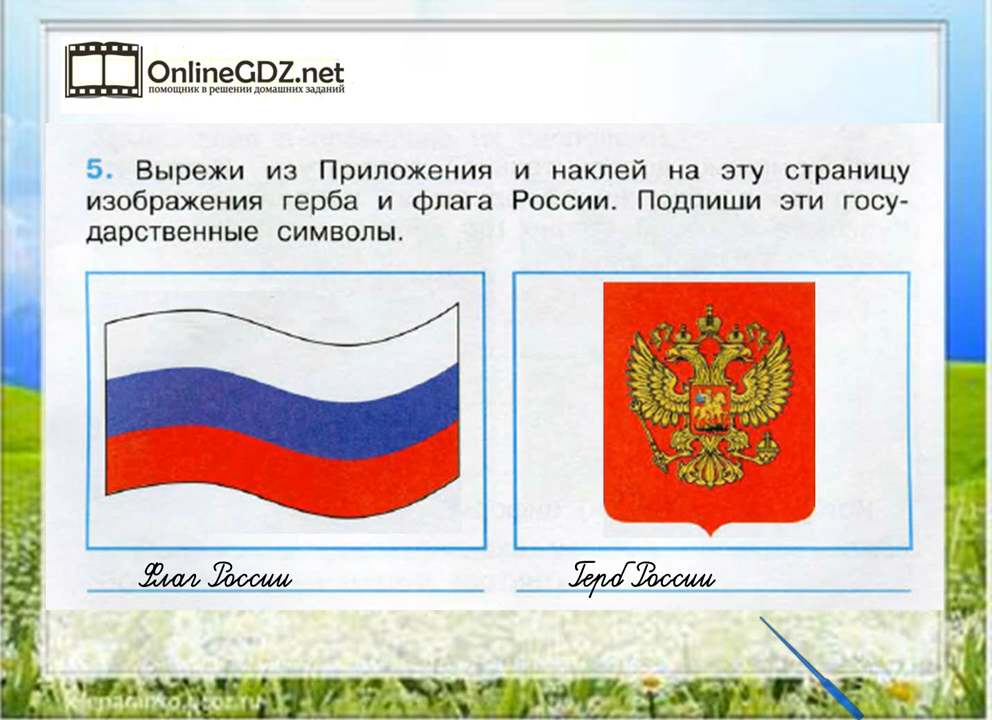 OnlineGDZ.net
помощник в решении домашних заданий
5. Вырежи из Приложения и наклей на эту страницу
изображения герба и флага России. Подпиши эти госу-
дарственные символы.
Флаг России
Герб России